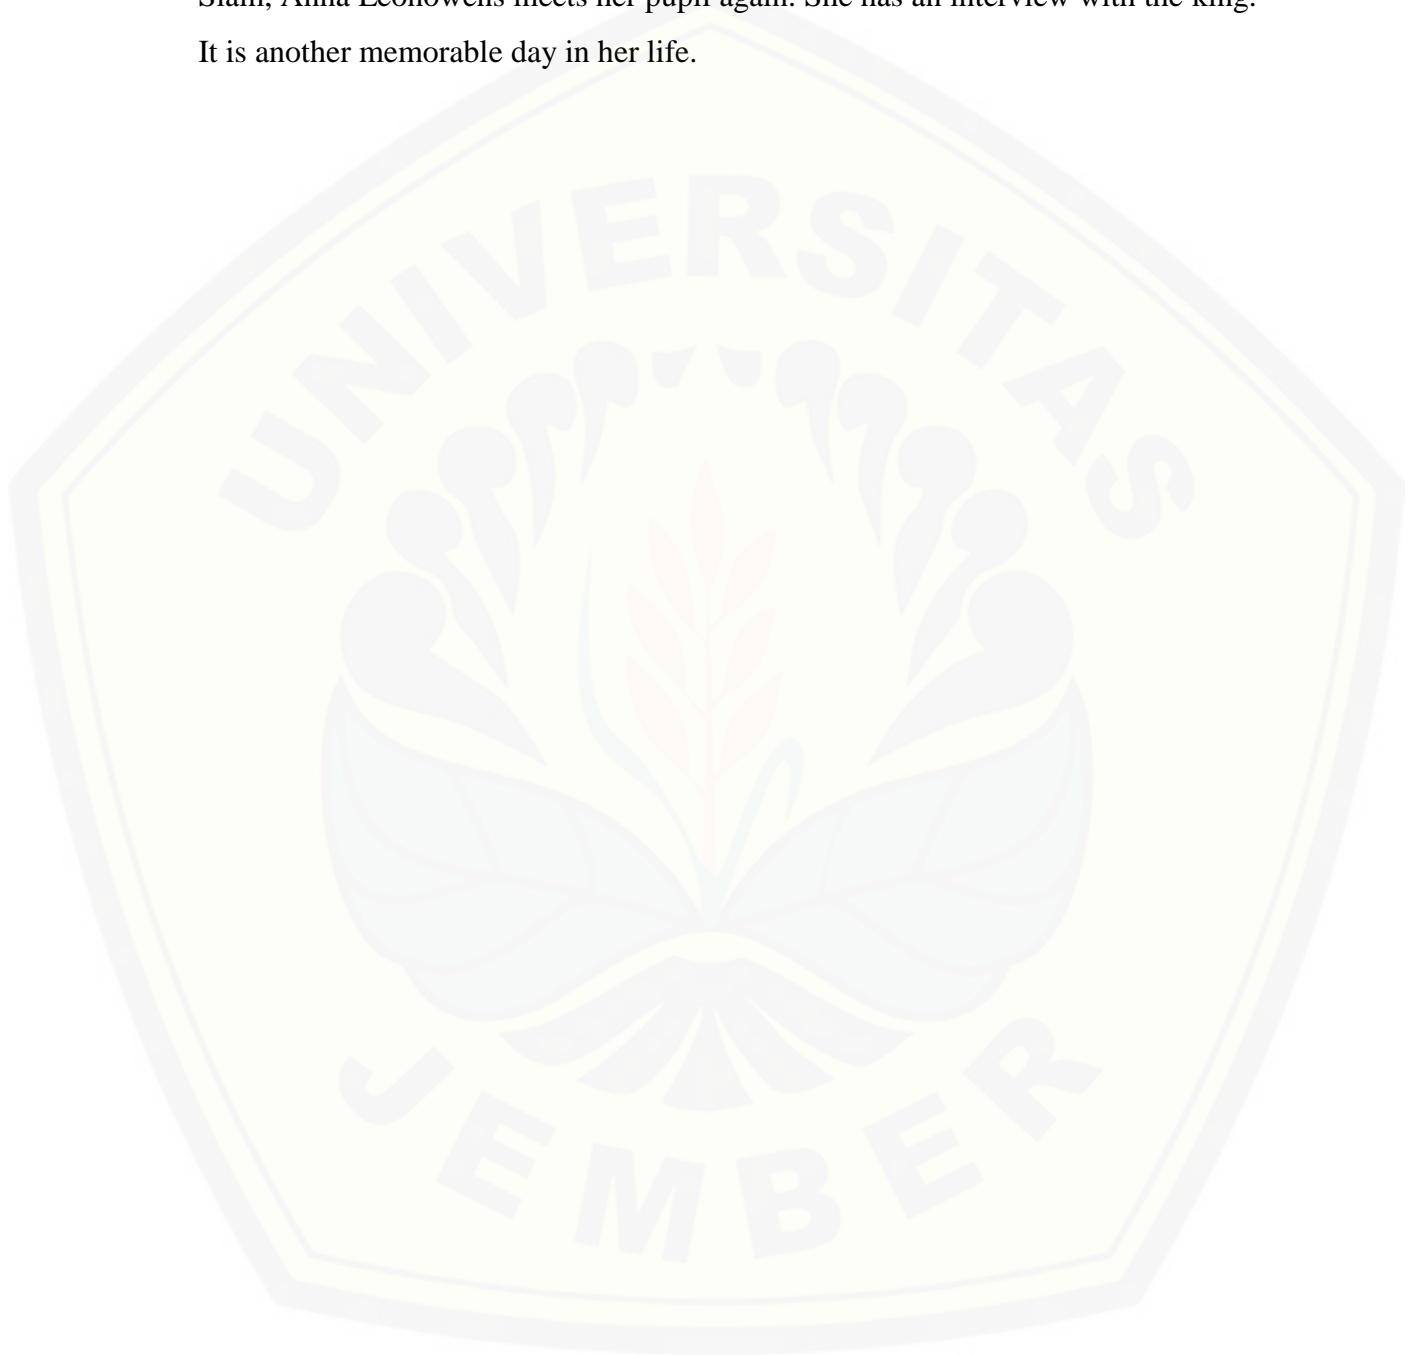 Siam, Anna Leonowens meets her pupil again. She has an interview with the king.
It is another memorable day in her life.
UNIVERSITAS
JEMBER